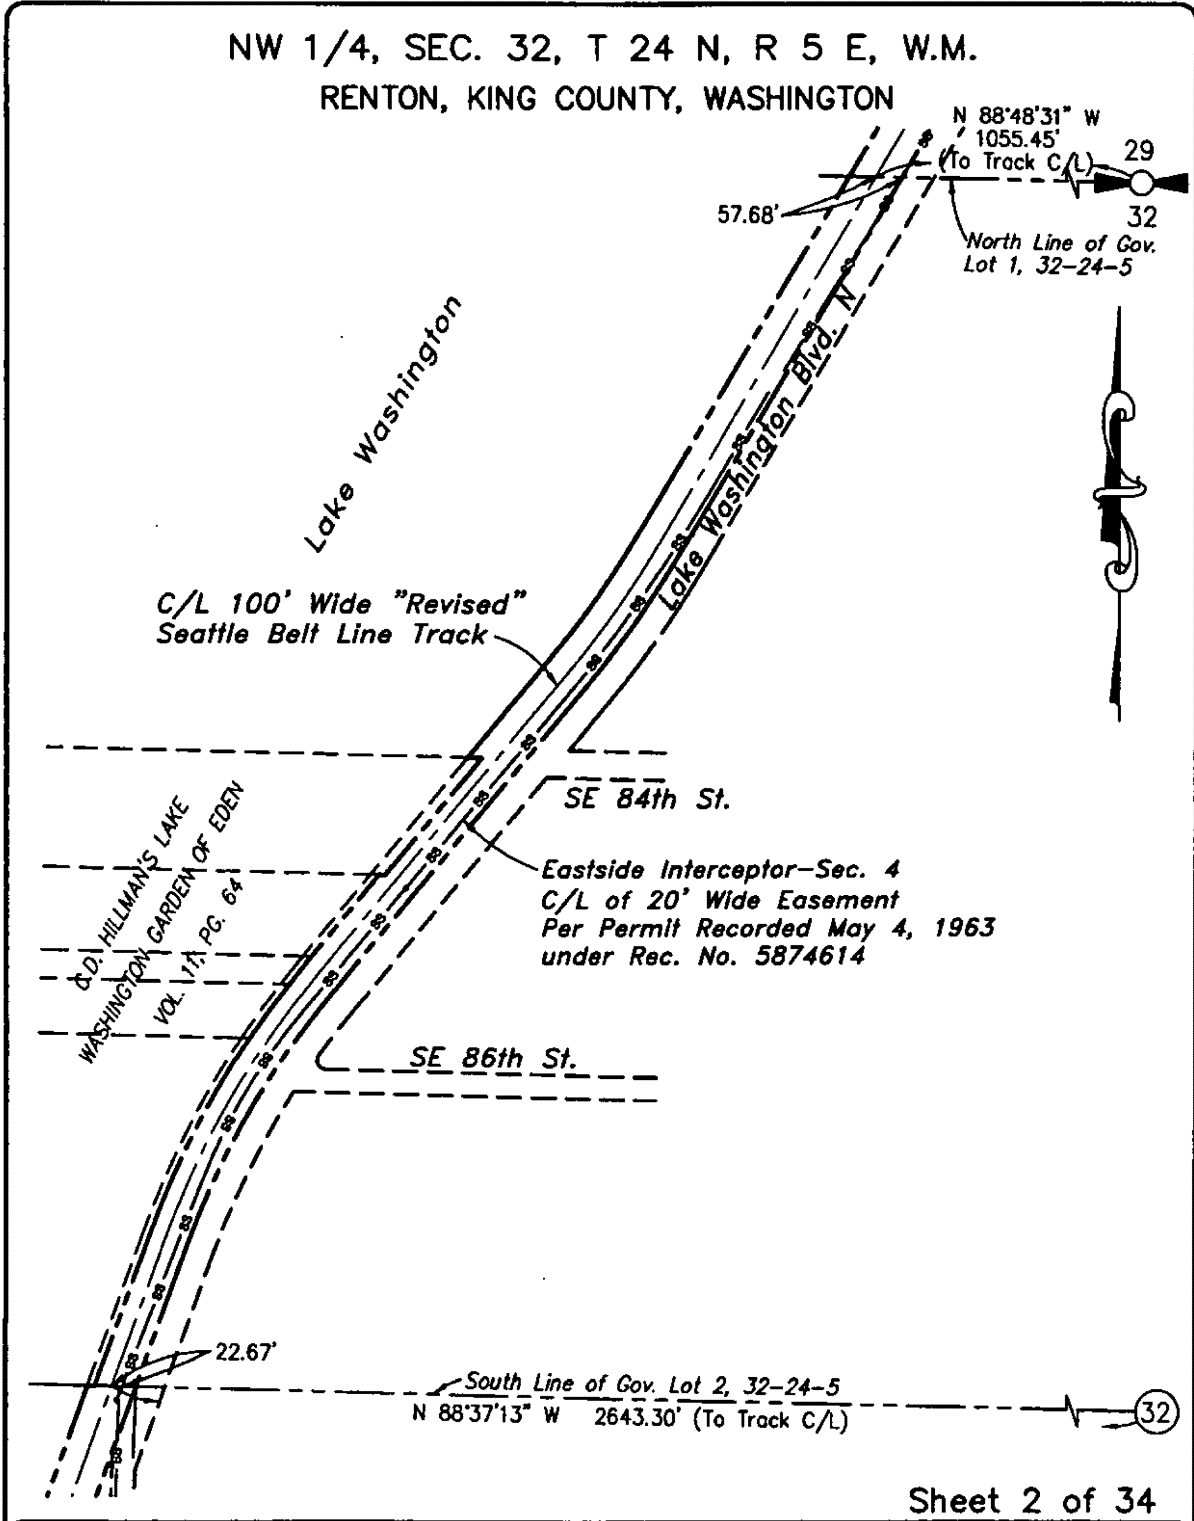 NW 1/4, SEC. 32, T 24 N, R 5 E, W.M.
RENTON, KING COUNTY, WASHINGTON
N 88°48'31" W
1055.45'
(To Track C/L)
29
32
57.68'
North Line of Gov.
Lot 1, 32-24-5
Lake Washington
Lake Washington Blvd. N
C/L 100' Wide "Revised"
Seattle Belt Line Track
SE 84th St.
C.D. HILLMAN'S LAKE
WASHINGTON GARDEN OF EDEN
VOL. 11, PG. 64
Eastside Interceptor-Sec. 4
C/L of 20' Wide Easement
Per Permit Recorded May 4, 1963
under Rec. No. 5874614
SE 86th St.
22.67'
South Line of Gov. Lot 2, 32-24-5
N 88°37'13" W 2643.30' (To Track C/L)
32
Sheet 2 of 34